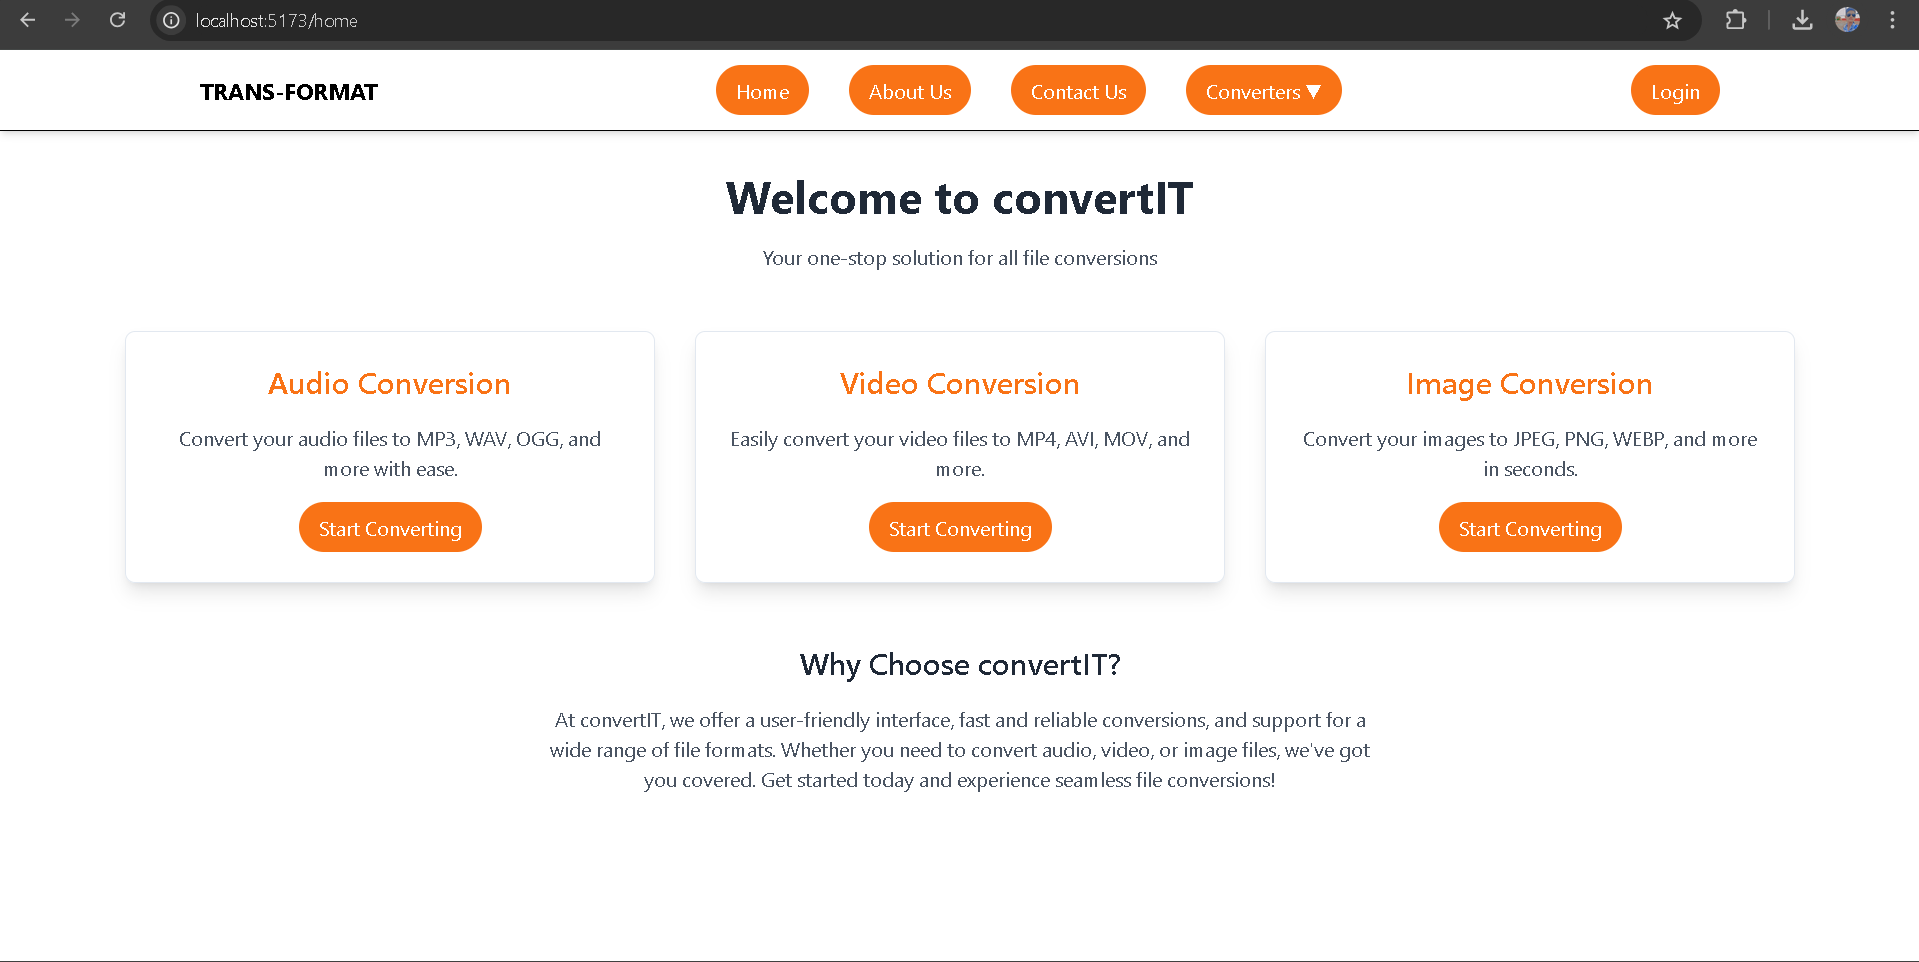 localhost:5173/home
TRANS-FORMAT
Home
About Us
Contact Us
Converters ▼
Login
Welcome to convertIT
Your one-stop solution for all file conversions
Audio Conversion
Convert your audio files to MP3, WAV, OGG, and
more with ease.
Start Converting
Video Conversion
Easily convert your video files to MP4, AVI, MOV, and
more.
Start Converting
Image Conversion
Convert your images to JPEG, PNG, WEBP, and more
in seconds.
Start Converting
Why Choose convertIT?
At convertIT, we offer a user-friendly interface, fast and reliable conversions, and support for a
wide range of file formats. Whether you need to convert audio, video, or image files, we've got
you covered. Get started today and experience seamless file conversions!